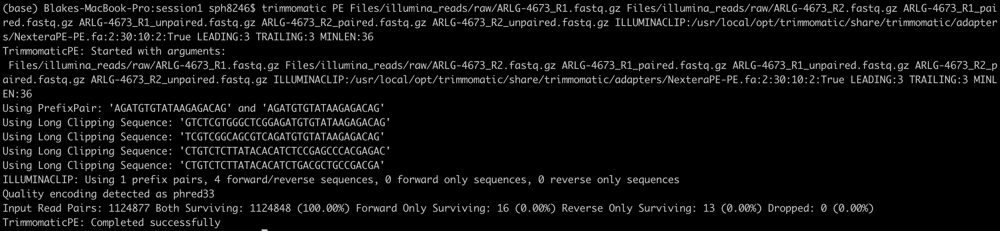 (base) Blakes-MacBook-Pro:session1 sph8246$ trimmomatic PE Files/illumina_reads/raw/ARLG-4673_R1.fastq.gz Files/illumina_reads/raw/ARLG-4673_R2.fastq.gz ARLG-4673_R1_pai
red.fastq.gz ARLG-4673_R1_unpaired.fastq.gz ARLG-4673_R2_paired.fastq.gz ARLG-4673_R2_unpaired.fastq.gz ILLUMINACLIP:/usr/local/opt/trimmomatic/share/trimmomatic/adapter
s/NexteraPE-PE.fa:2:30:10:2:True LEADING:3 TRAILING:3 MINLEN:36
TrimmomaticPE: Started with arguments:
 Files/illumina_reads/raw/ARLG-4673_R1.fastq.gz Files/illumina_reads/raw/ARLG-4673_R2.fastq.gz ARLG-4673_R1_paired.fastq.gz ARLG-4673_R1_unpaired.fastq.gz ARLG-4673_R2_p
aired.fastq.gz ARLG-4673_R2_unpaired.fastq.gz ILLUMINACLIP:/usr/local/opt/trimmomatic/share/trimmomatic/adapters/NexteraPE-PE.fa:2:30:10:2:True LEADING:3 TRAILING:3 MINL
EN:36
Using PrefixPair: 'AGATGTGTATAAGAGACAG' and 'AGATGTGTATAAGAGACAG'
Using Long Clipping Sequence: 'GTCTCGTGGGCTCGGAGATGTGTATAAGAGACAG'
Using Long Clipping Sequence: 'TCGTCGGCAGCGTCAGATGTGTATAAGAGACAG'
Using Long Clipping Sequence: 'CTGTCTCTTATACACATCTCCGAGCCCACGAGAC'
Using Long Clipping Sequence: 'CTGTCTCTTATACACATCTGACGCTGCCGACGA'
ILLUMINACLIP: Using 1 prefix pairs, 4 forward/reverse sequences, 0 forward only sequences, 0 reverse only sequences
Quality encoding detected as phred33
Input Read Pairs: 1124877 Both Surviving: 1124848 (100.00%) Forward Only Surviving: 16 (0.00%) Reverse Only Surviving: 13 (0.00%) Dropped: 0 (0.00%)
TrimmomaticPE: Completed successfully